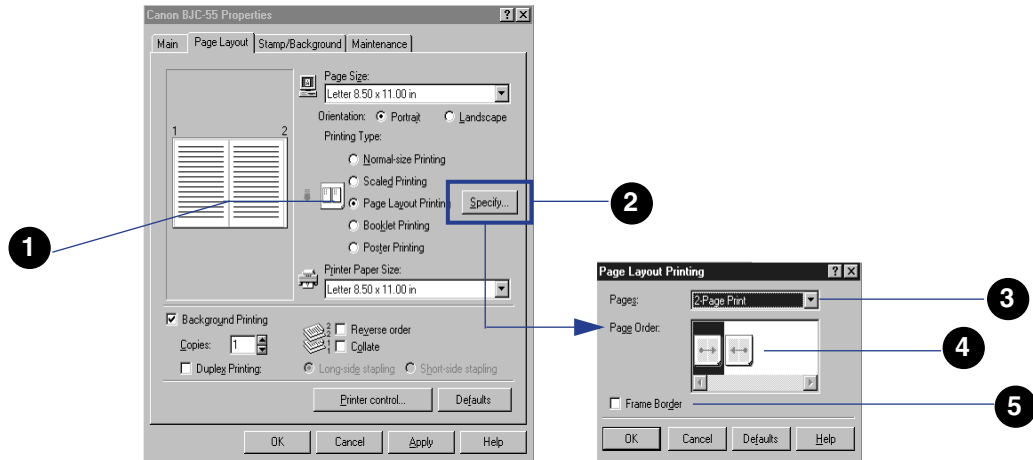 Canon BJC-55 Properties
Main Page Layout Stamp/Background Maintenance
Page Size:
Letter 8.50 x 11.00 in
Orientation: Portrait Landscape
Printing Type:
1 2
Normal-size Printing
Scaled Printing
Page Layout Printing Specify...
Booklet Printing
Poster Printing
Printer Paper Size:
Letter 8.50 x 11.00 in
Background Printing
Copies: 1
Duplex Printing:
2 2
1 1
Reverse order
Collate
Long-side stapling Short-side stapling
Printer control... Defaults
OK Cancel Apply Help
1
2
Page Layout Printing
Pages: 2-Page Print
Page Order:
Frame Border
OK Cancel Defaults Help
3
4
5